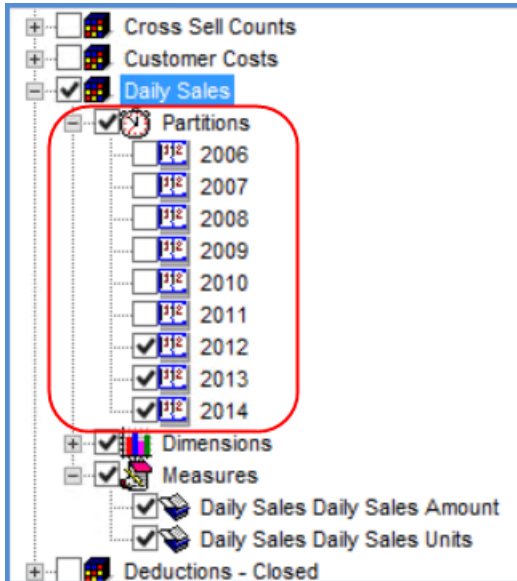 Cross Sell Counts
Customer Costs
Daily Sales
Partitions
2006
2007
2008
2009
2010
2011
2012
2013
2014
Dimensions
Measures
Daily Sales Daily Sales Amount
Daily Sales Daily Sales Units
Deductions - Closed